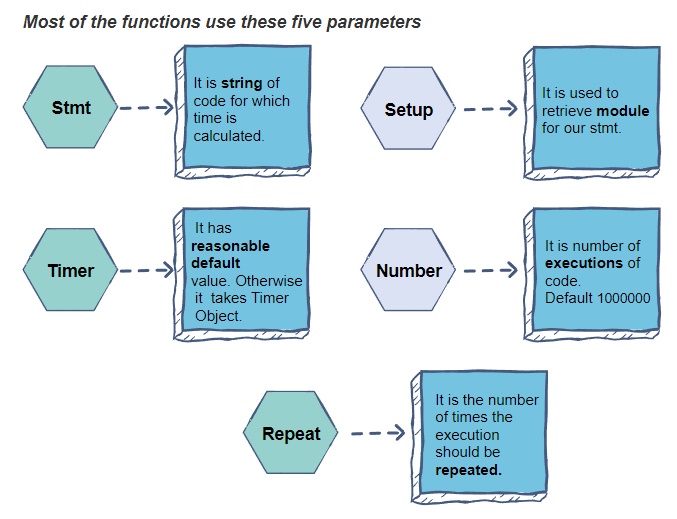 Most of the functions use these five parameters
Stmt
It is string of
code for which
time is
calculated.
Setup
It is used to
retrieve module
for our stmt.
Timer
It has
reasonable
default
value. Otherwise
it takes Timer
Object.
Number
It is number of
executions of
code.
Default 1000000
Repeat
It is the number
of times the
execution
should be
repeated.